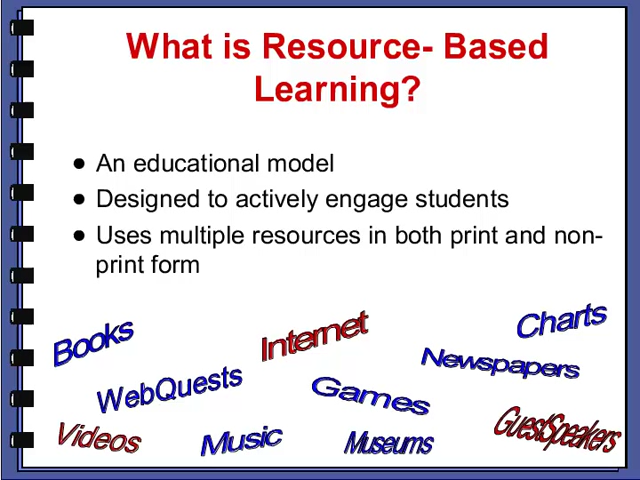 What is Resource- Based
Learning?
• An educational model
• Designed to actively engage students
• Uses multiple resources in both print and non-
print form
Books
Internet
Charts
WebQuests
Games
Newspapers
Videos
Music
Museums
GuestSpeakers